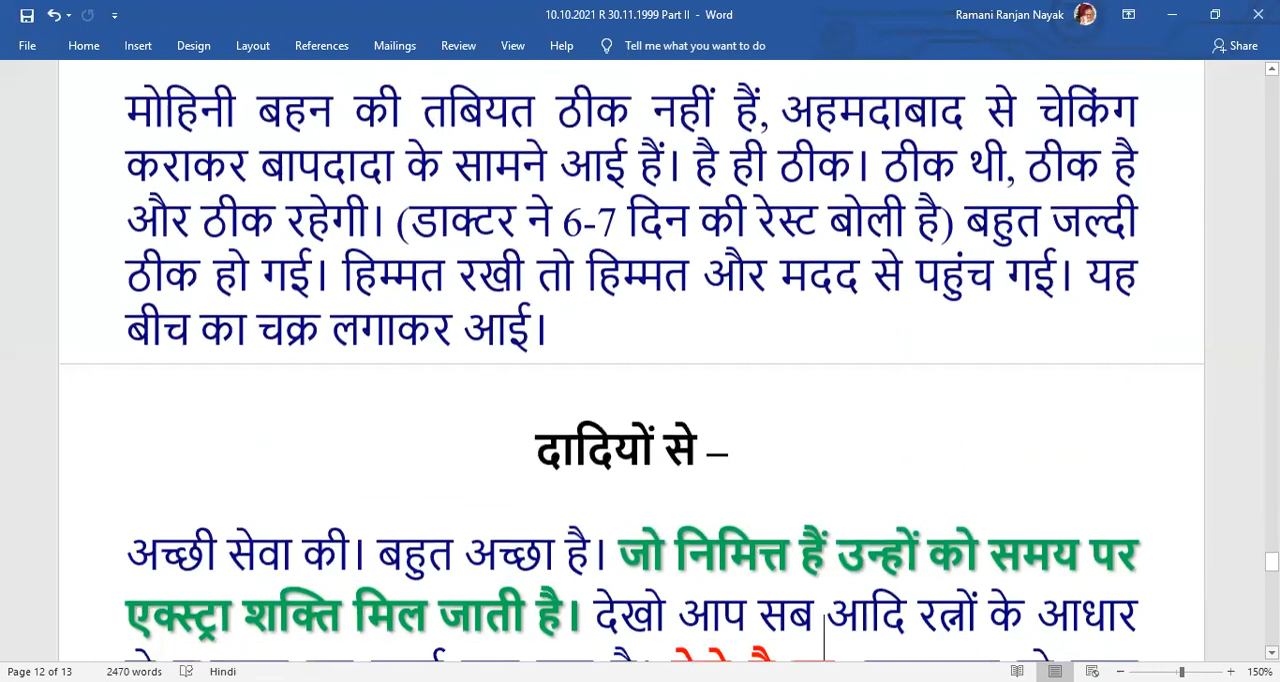 10.10.2021 R 30.11.1999 Part II - Word
Ramani Ranjan Nayak
File Home Insert Design Layout References Mailings Review View Help Tell me what you want to do Share
मोहिनी बहन की तबियत ठीक नहीं हैं, अहमदाबाद से चेकिंग
कराकर बापदादा के सामने आई हैं। है ही ठीक। ठीक थी, ठीक है
और ठीक रहेगी। (डाक्टर ने 6-7 दिन की रेस्ट बोली है) बहुत जल्दी
ठीक हो गई। हिम्मत रखी तो हिम्मत और मदद से पहुंच गई। यह
बीच का चक्र लगाकर आई।
दादियों से –
अच्छी सेवा की। बहुत अच्छा है। जो निमित्त हैं उन्हों को समय पर
एक्स्ट्रा शक्ति मिल जाती है। देखो आप सब आदि रत्नों के आधार
Page 12 of 13 2470 words Hindi 150%